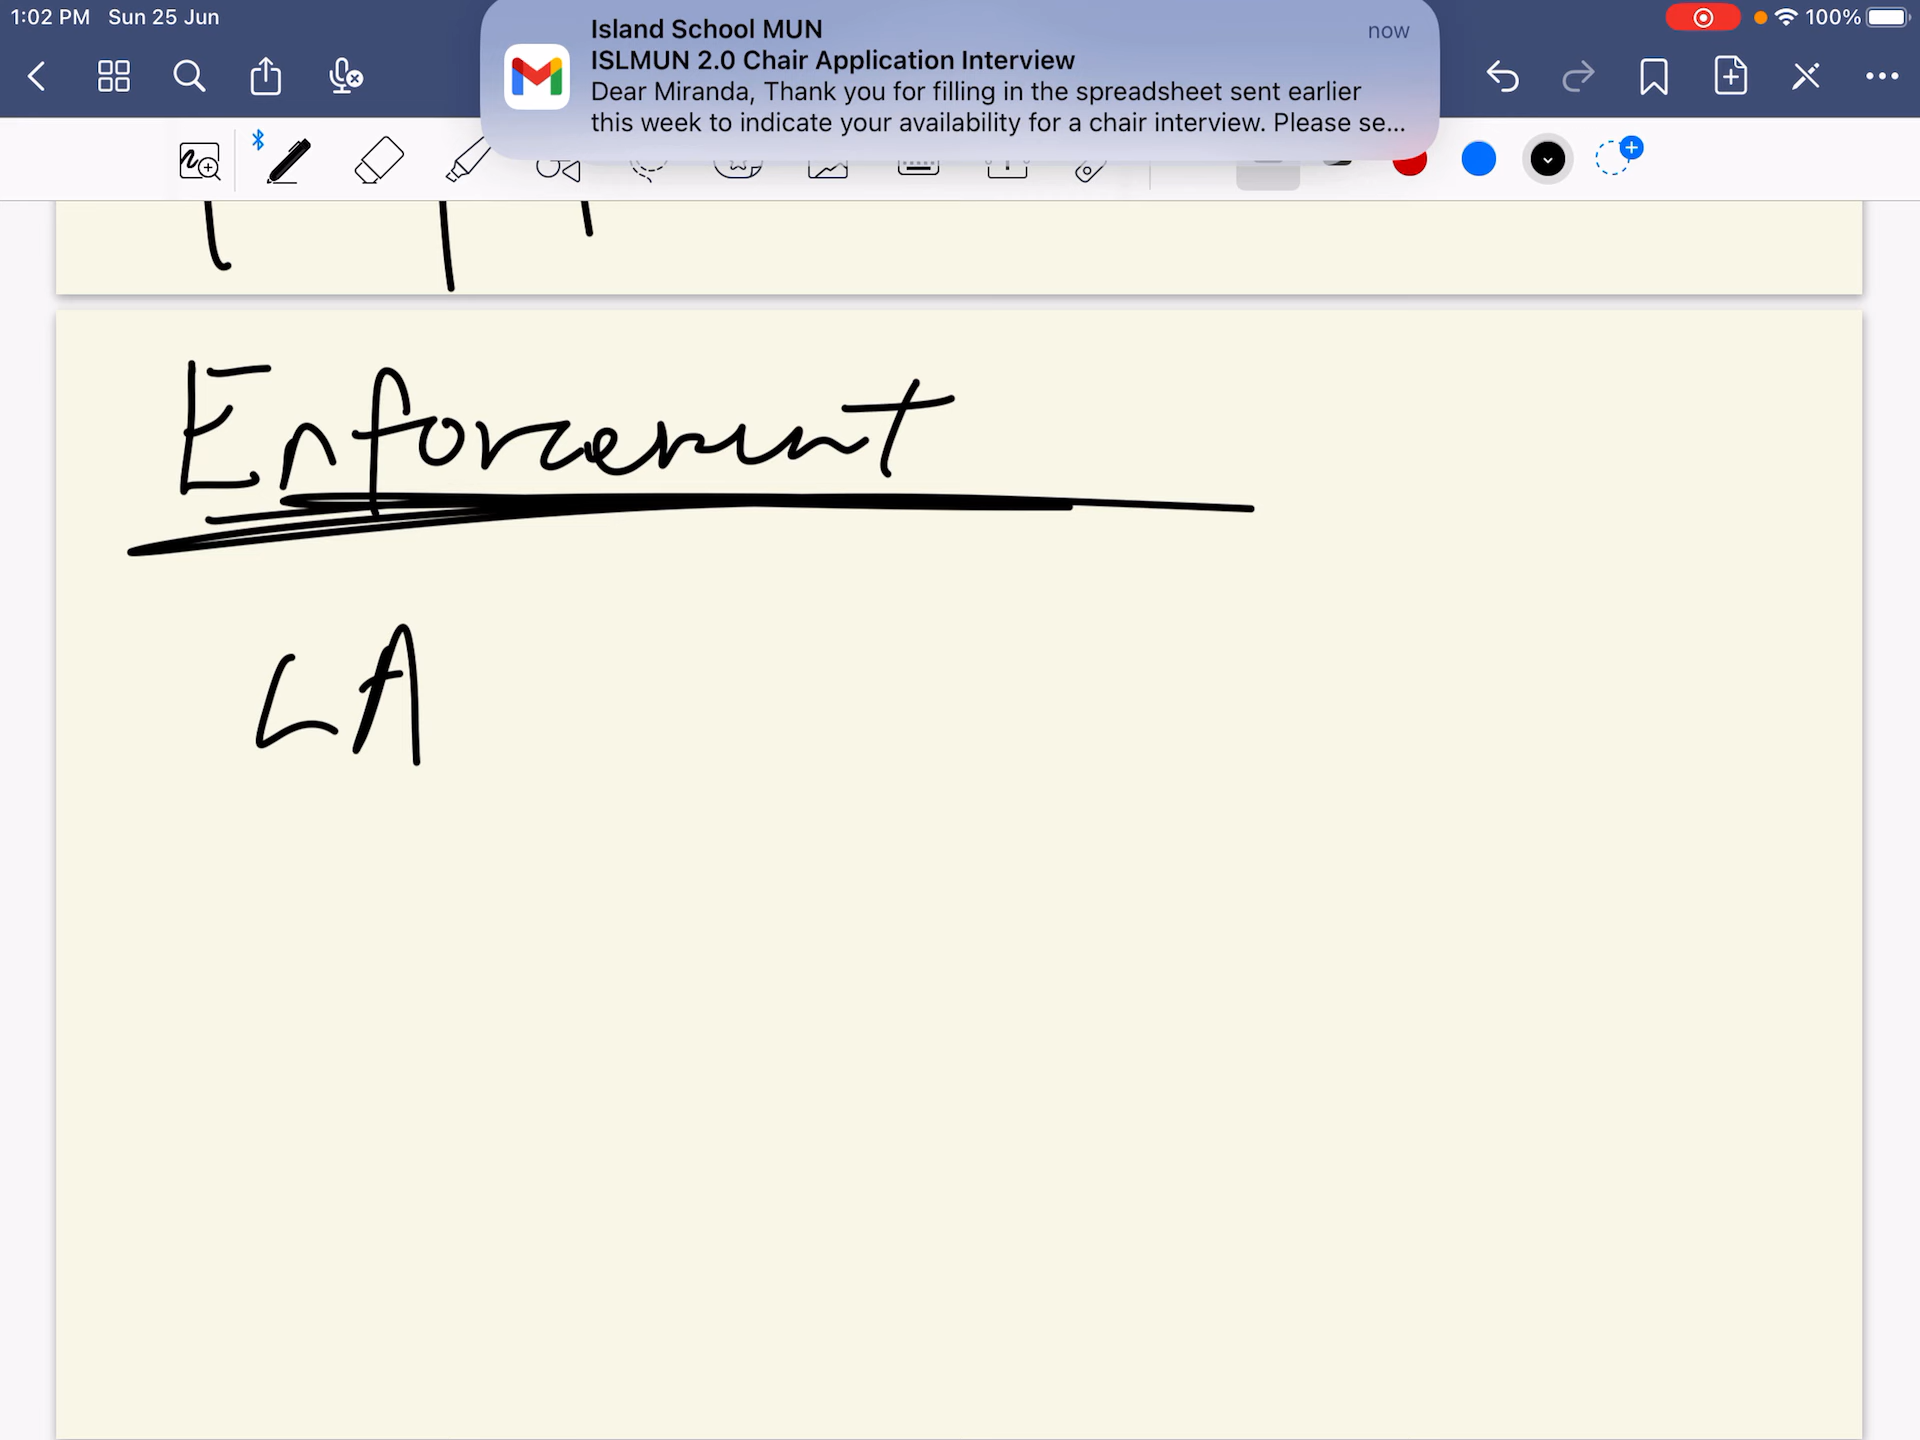 1:02 PM Sun 25 Jun
100%
Island School MUN
now
ISLMUN 2.0 Chair Application Interview
Dear Miranda, Thank you for filling in the spreadsheet sent earlier
this week to indicate your availability for a chair interview. Please se...
Enforcement
LA